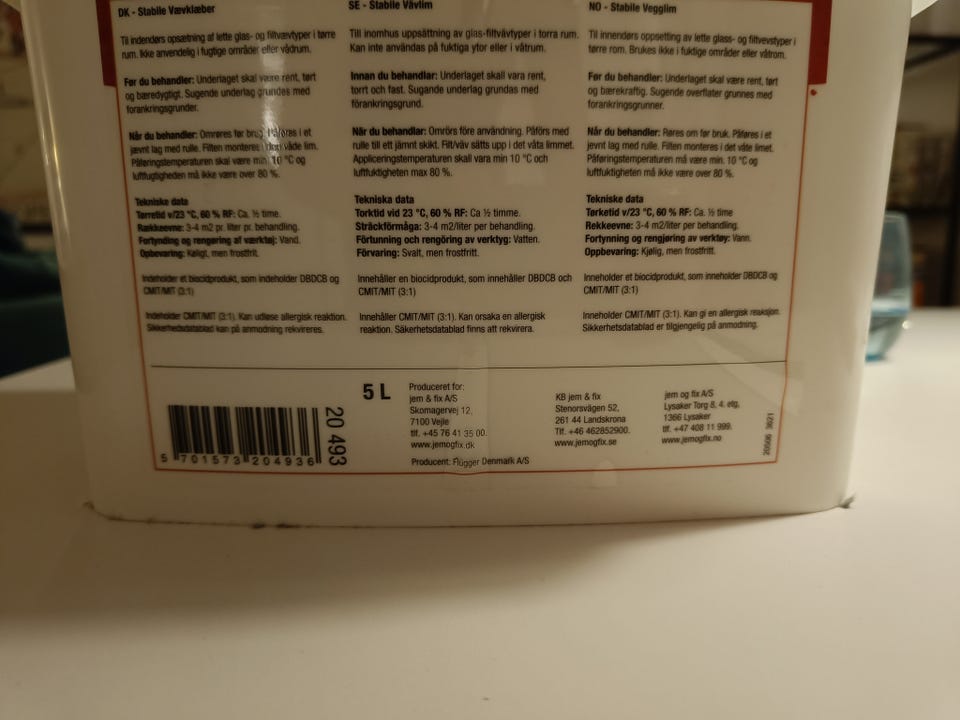 DK - Stabile Vævklæber
Til indendørs opsætning af lette glas- og filtvævtyper i tørre
rum. Ikke anvendelig i fugtige områder eller vådrum.
Før du behandler: Underlaget skal være rent, tørt
og bæredygtigt. Sugende underlag grundes med
forankringsgrunder.
Når du behandler: Omrøres før brug. Påføres i et
jævnt lag med rulle. Filten monteres i den våde lim.
Påføringstemperaturen skal være min 10 °C og
luftfugtigheden må ikke være over 80 %.
Tekniske data
Tørretid v/23 °C, 60 % RF: Ca. ½ time.
Rækkeevne: 3-4 m2 pr. liter pr. behandling.
Fortynding og rengøring af værktøj: Vand.
Opbevaring: Køligt, men frostfrit.
Indeholder et biocidprodukt, som indeholder DBDCB og
CMIT/MIT (3:1)
Indeholder CMIT/MIT (3:1). Kan udløse allergisk reaktion.
Sikkerhedsdatablad kan på anmodning rekvireres.
SE - Stabile Vävlim
Till inomhus uppsättning av glas-filtvävtyper i torra rum.
Kan inte användas på fuktiga ytor eller i våtrum.
Innan du behandlar: Underlaget skall vara rent,
torrt och fast. Sugande underlag grundas med
förankringsgrund.
När du behandlar: Omrörs före användning. Påförs med
rulle till ett jämnt skikt. Filt/väv sätts upp i det våta limmet.
Appliceringstemperaturen skall vara min 10 °C och
luftfuktigheten max 80 %.
Tekniska data
Torktid vid 23 °C, 60 % RF: Ca ½ timme.
Sträckförmåga: 3-4 m2/liter per behandling.
Förtunning och rengöring av verktyg: Vatten.
Förvaring: Svalt, men frostfritt.
Innehåller en biocidprodukt, som innehåller DBDCB och
CMIT/MIT (3:1)
Innehåller CMIT/MIT (3:1). Kan orsaka en allergisk
reaktion. Säkerhetsdatablad finns att rekvirera.
NO - Stabile Vegglim
Til innendørs oppsetting av lette glass- og filtvevstyper i
tørre rom. Brukes ikke i fuktige områder eller våtrom.
Før du behandler: Underlaget skal være rent, tørt
og bærekraftig. Sugende overflater grunnes med
forankringsgrunner.
Når du behandler: Røres om før bruk. Påføres i et
jevnt lag med rulle. Filten monteres i det våte limet.
Påføringstemperaturen må være min. 10 °C og
luftfuktigheten må ikke være over 80 %.
Tekniske data
Tørketid v/23 °C, 60 % RF: Ca. ½ time
Rekkeevne: 3-4 m2/liter per behandling.
Fortynning og rengjøring av verktøy: Vann.
Oppbevaring: Kjølig, men frostfritt.
Inneholder et biocidprodukt, som inneholder DBDCB og
CMIT/MIT (3:1)
Inneholder CMIT/MIT (3:1). Kan gi en allergisk reaksjon.
Sikkerhetsdatablad er tilgjengelig på anmodning.
5 701573 204936
20 493
5 L
Produceret for:
jem & fix A/S
Skomagervej 12,
7100 Vejle
tlf. +45 76 41 35 00.
www.jemogfix.dk
Producent: Flügger Denmark A/S
KB jem & fix
Stenorsvägen 52,
261 44 Landskrona
Tlf. +46 462852900.
www.jemogfix.se
jem og fix A/S
Lysaker Torg 8, 4. etg,
1366 Lysaker
tlf. +47 408 11 999.
www.jemogfix.no
20506 3621